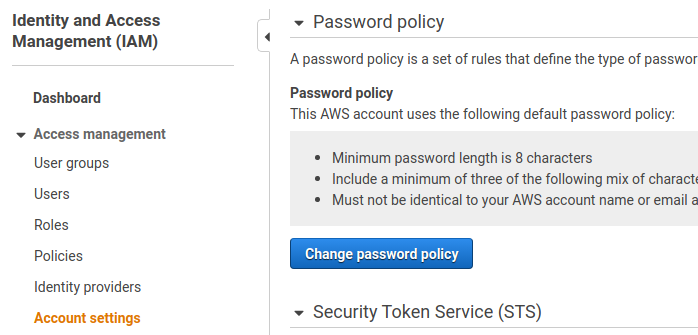 Identity and Access
Management (IAM)
Dashboard
Access management
User groups
Users
Roles
Policies
Identity providers
Account settings
Password policy
A password policy is a set of rules that define the type of
Password policy
This AWS account uses the following default password policy:
• Minimum password length is 8 characters
• Include a minimum of three of the following mix of
• Must not be identical to your AWS account name or email
Change password policy
Security Token Service (STS)